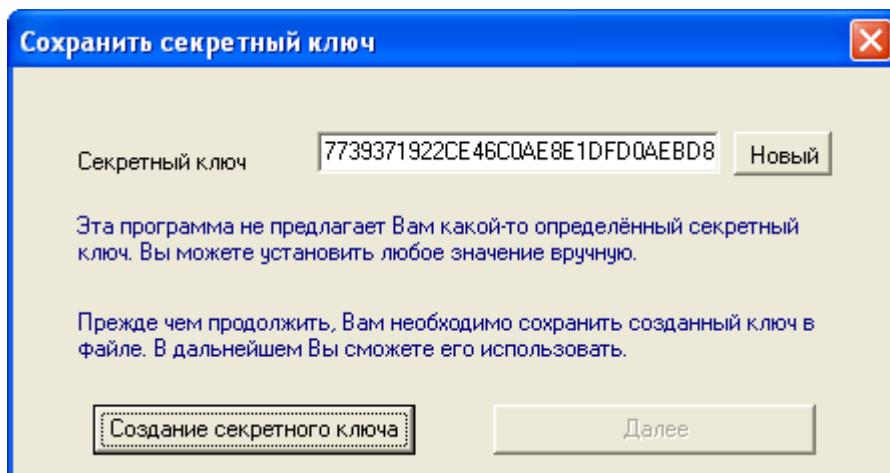 Сохранить секретный ключ
Секретный ключ 7739371922CE46C0AE8E1DFD0AEBD8 Новый
Эта программа не предлагает Вам какой-то определённый секретный
ключ. Вы можете установить любое значение вручную.
Прежде чем продолжить, Вам необходимо сохранить созданный ключ в
файле. В дальнейшем Вы сможете его использовать.
Создание секретного ключа Далее